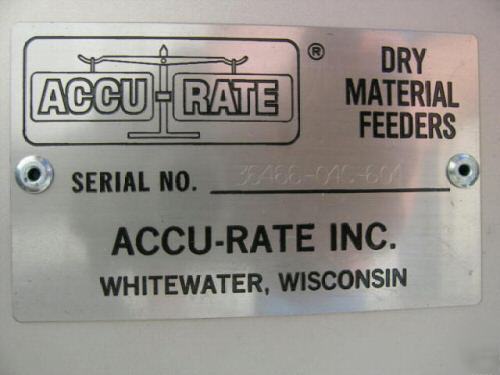 ACCU-RATE ®
DRY
MATERIAL
FEEDERS
SERIAL NO.
ACCU-RATE INC.
WHITEWATER, WISCONSIN